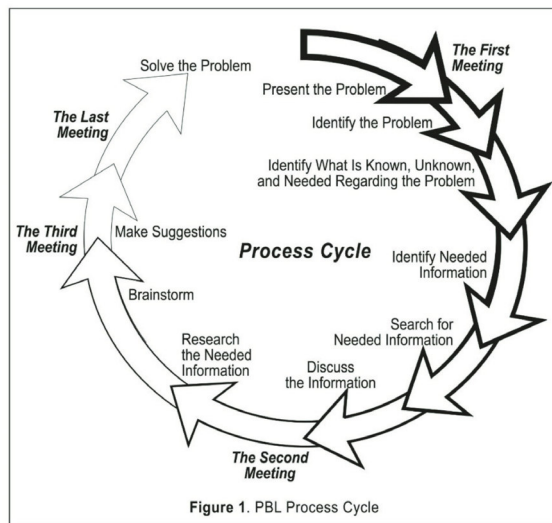 The First
Meeting
Present the Problem
Identify the Problem
Identify What Is Known, Unknown,
and Needed Regarding the Problem
Identify Needed
Information
Search for
Needed Information
Discuss
the Information
The Second
Meeting
Research
the Needed
Information
Brainstorm
The Third
Meeting
Make Suggestions
The Last
Meeting
Solve the Problem
Process Cycle
Figure 1. PBL Process Cycle